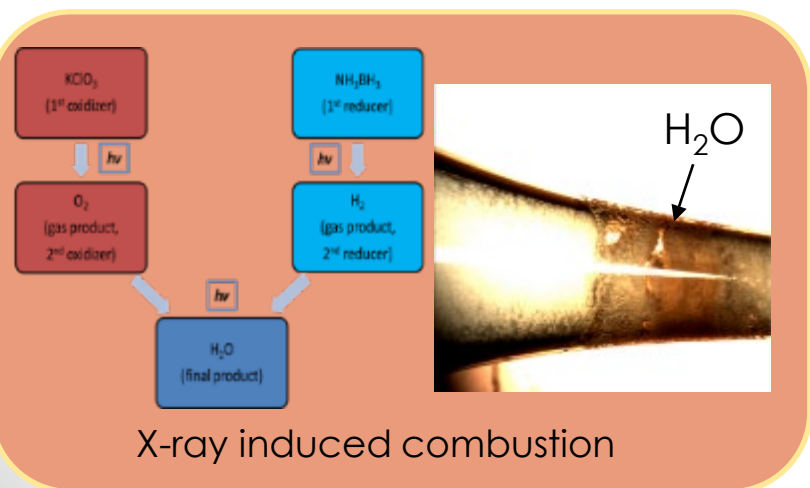 KClO₃
(1ˢᵗ oxidizer)
hν
O₂
(gas product,
2ⁿᵈ oxidizer)
NH₃BH₃
(1ˢᵗ reducer)
hν
H₂
(gas product,
2ⁿᵈ reducer)
hν
H₂O
(final product)
H₂O
X-ray induced combustion